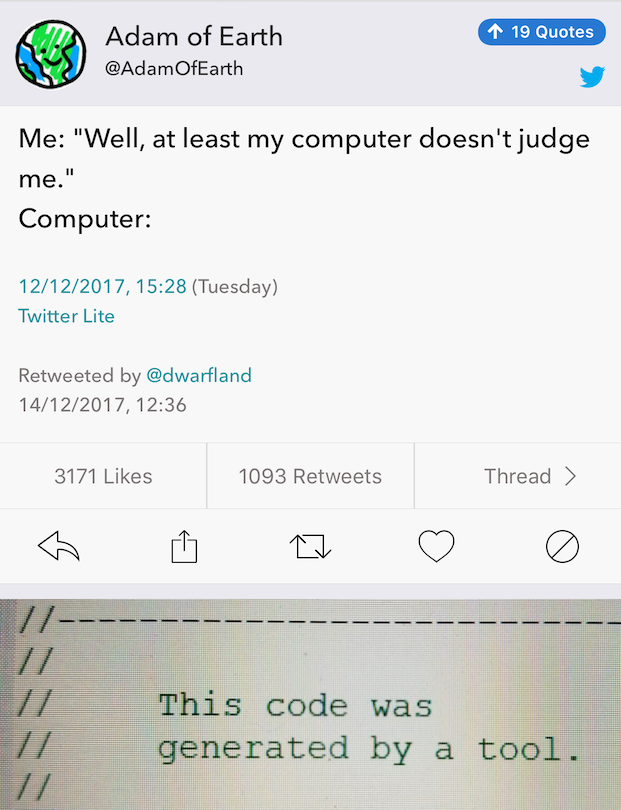 Adam of Earth
@AdamOfEarth
19 Quotes
Me: "Well, at least my computer doesn't judge
me."
Computer:
12/12/2017, 15:28 (Tuesday)
Twitter Lite
Retweeted by @dwarfland
14/12/2017, 12:36
3171 Likes
1093 Retweets
Thread
//---------------------------
//
// This code was
// generated by a tool.
//